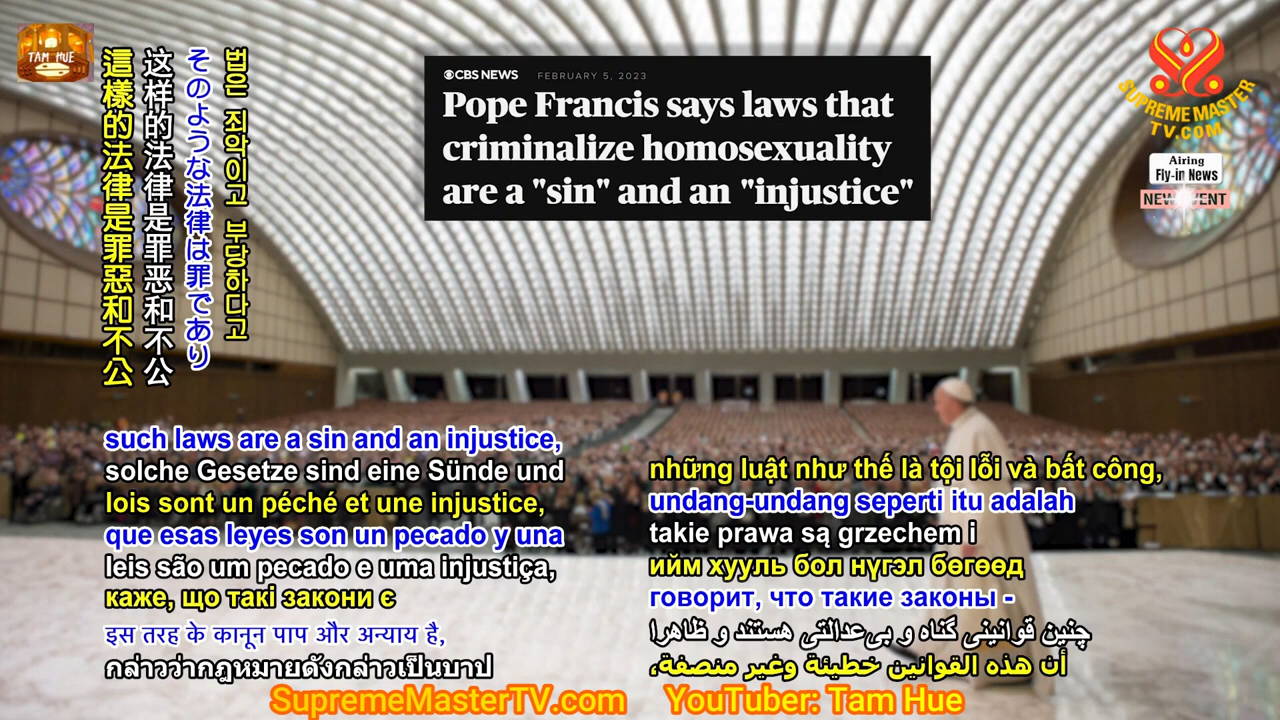 TAM HUE
這樣的法律是罪惡和不公
这样的法律是罪恶和不公
そのような法律は罪であり
법은 죄악이고 부당하다고
CBS NEWS FEBRUARY 5, 2023
Pope Francis says laws that
criminalize homosexuality
are a "sin" and an "injustice"
SUPREME MASTER
TV.COM
Airing
Fly-in News
such laws are a sin and an injustice,
solche Gesetze sind eine Sünde und
lois sont un péché et une injustice,
que esas leyes son un pecado y una
leis são um pecado e uma injustiça,
каже, що такі закони є
इस तरह के कानून पाप और अन्याय है,
กล่าวว่ากฎหมายดังกล่าวเป็นบาป
những luật như thế là tội lỗi và bất công,
undang-undang seperti itu adalah
takie prawa są grzechem i
ийм хууль бол нүгэл бөгөөд
говорит, что такие законы -
چنین قوانینی گناه و بی‌عدالتی هستند و ظاهرا
أن هذه القوانين خطيئة وغير منصفة،
SupremeMasterTV.com YouTuber: Tam Hue